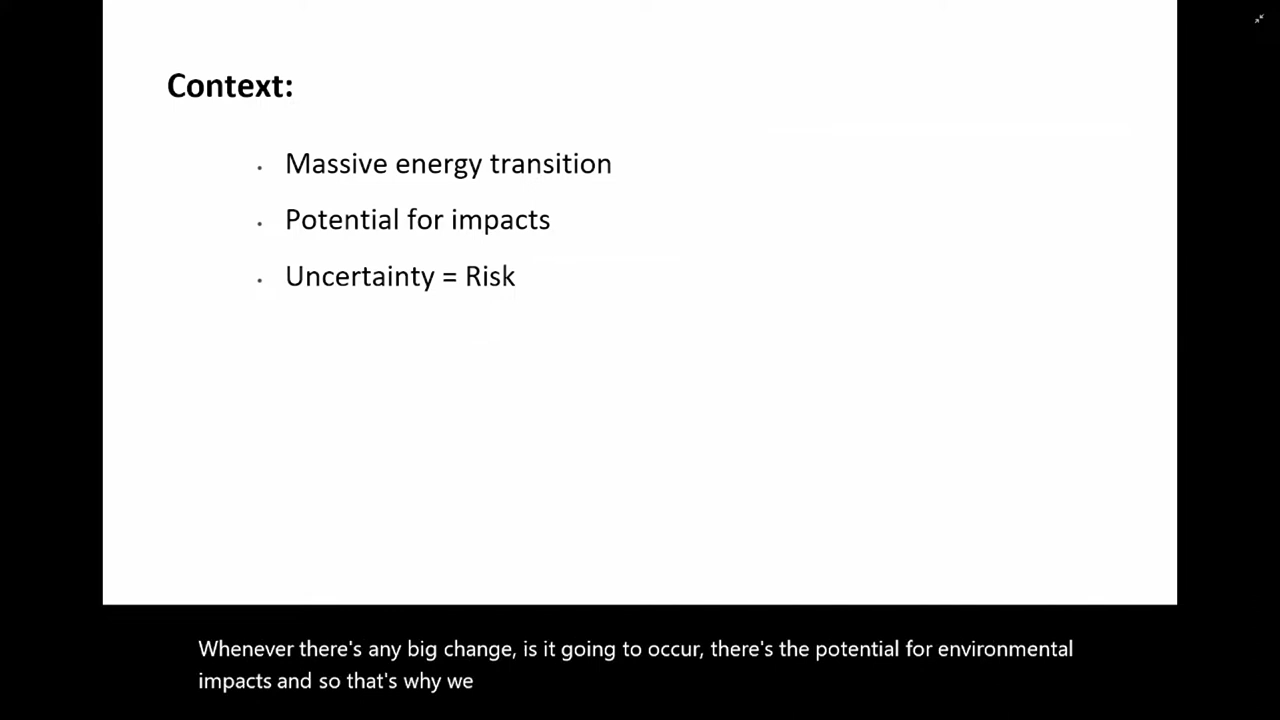 Context:
Massive energy transition
Potential for impacts
Uncertainty = Risk
Whenever there's any big change, is it going to occur, there's the potential for environmental
impacts and so that's why we